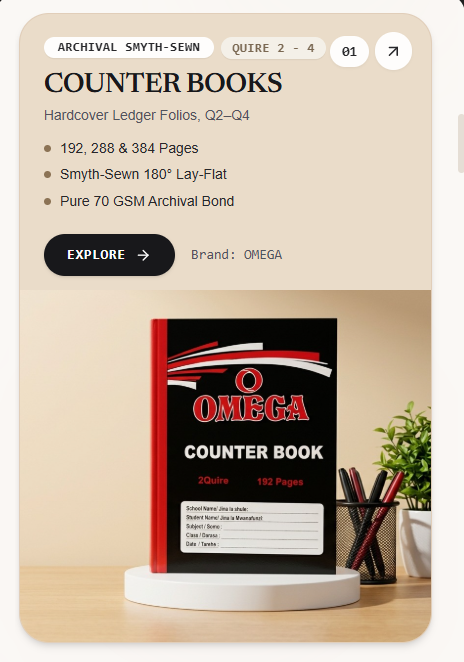 ARCHIVAL SMYTH-SEWN
QUIRE 2 - 4
01
COUNTER BOOKS
Hardcover Ledger Folios, Q2–Q4
192, 288 & 384 Pages
Smyth-Sewn 180° Lay-Flat
Pure 70 GSM Archival Bond
EXPLORE
Brand: OMEGA
OMEGA
COUNTER BOOK
2Quire 192 Pages
School Name/ Jina la shule:
Student Name/ Jina la Mwanafunzi:
Subject / Somo :
Class / Darasa :
Date / Tarehe :